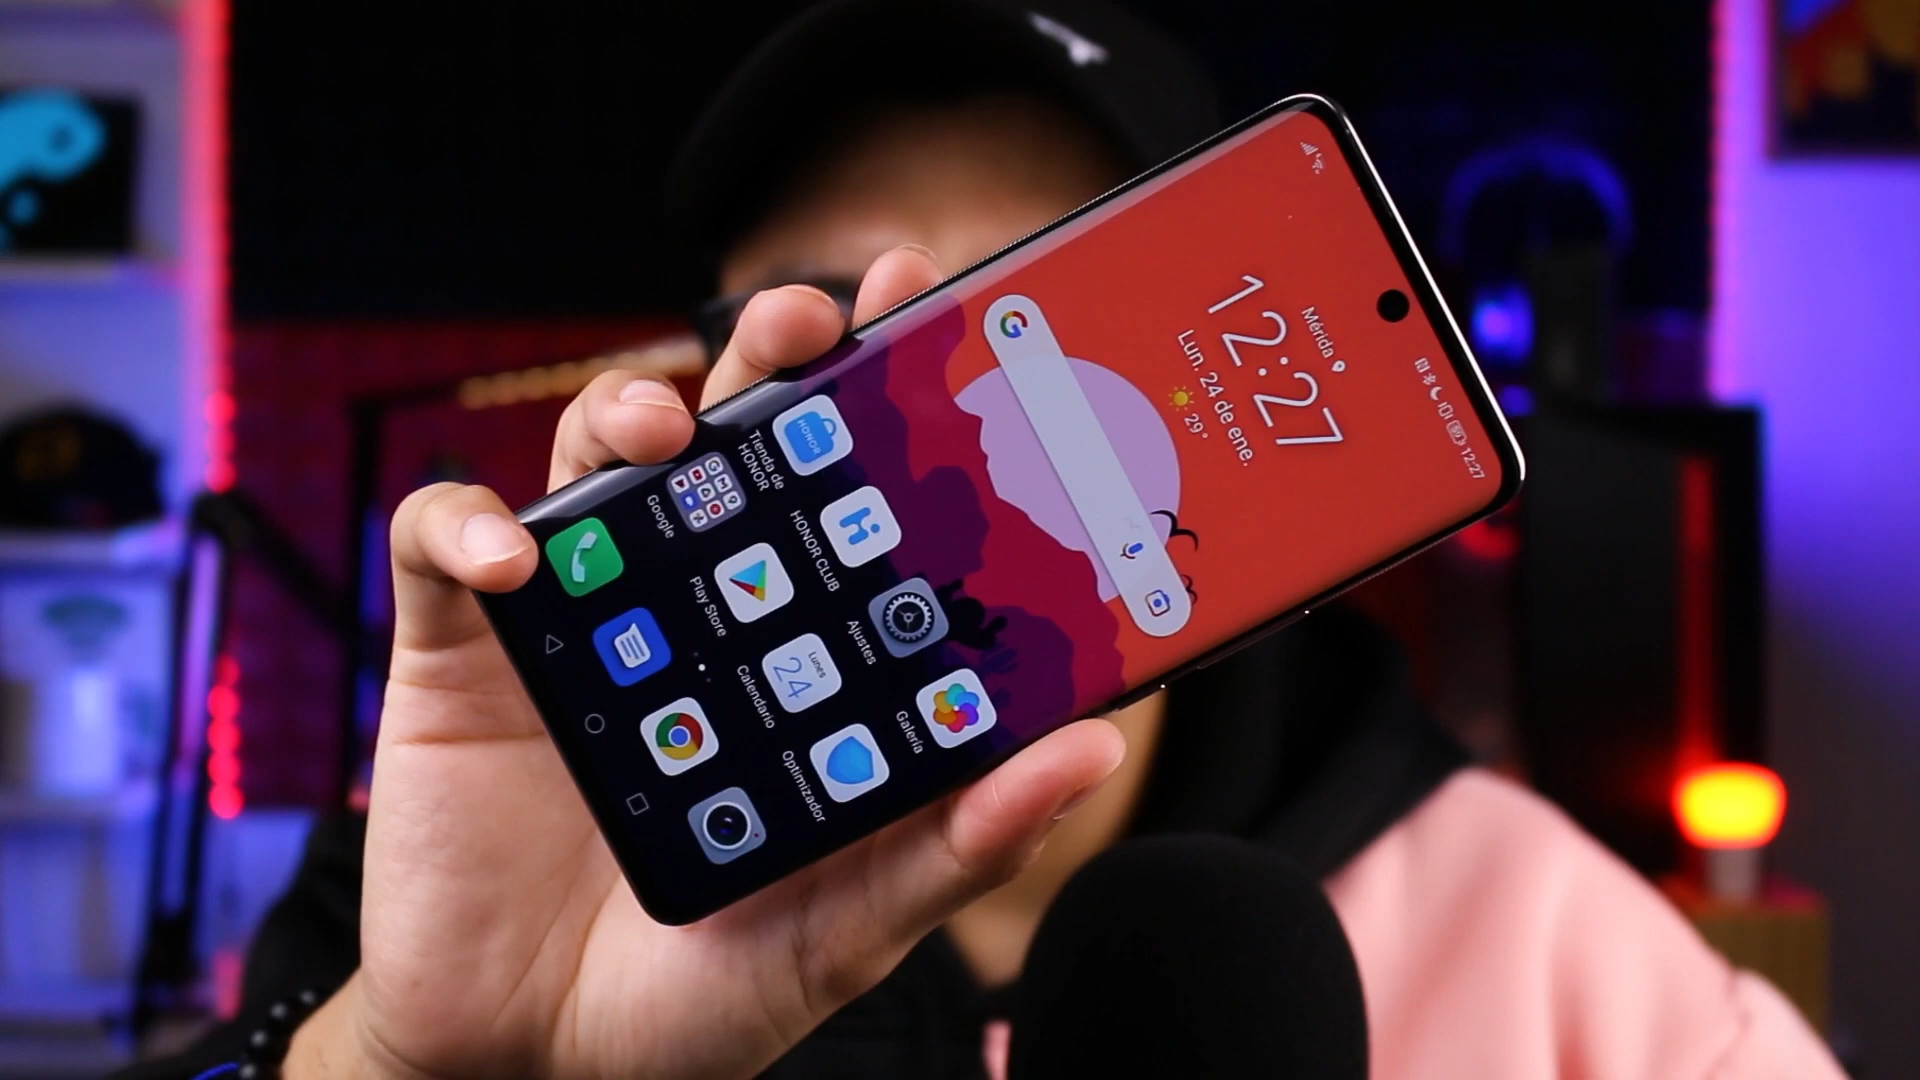 12:27
Mérida
12:27
Lun. 24 de ene.
29°
HONOR
Tienda de
HONOR
HONOR CLUB
Ajustes
Galería
Google
Play Store
Lunes
24
Calendario
Optimizador